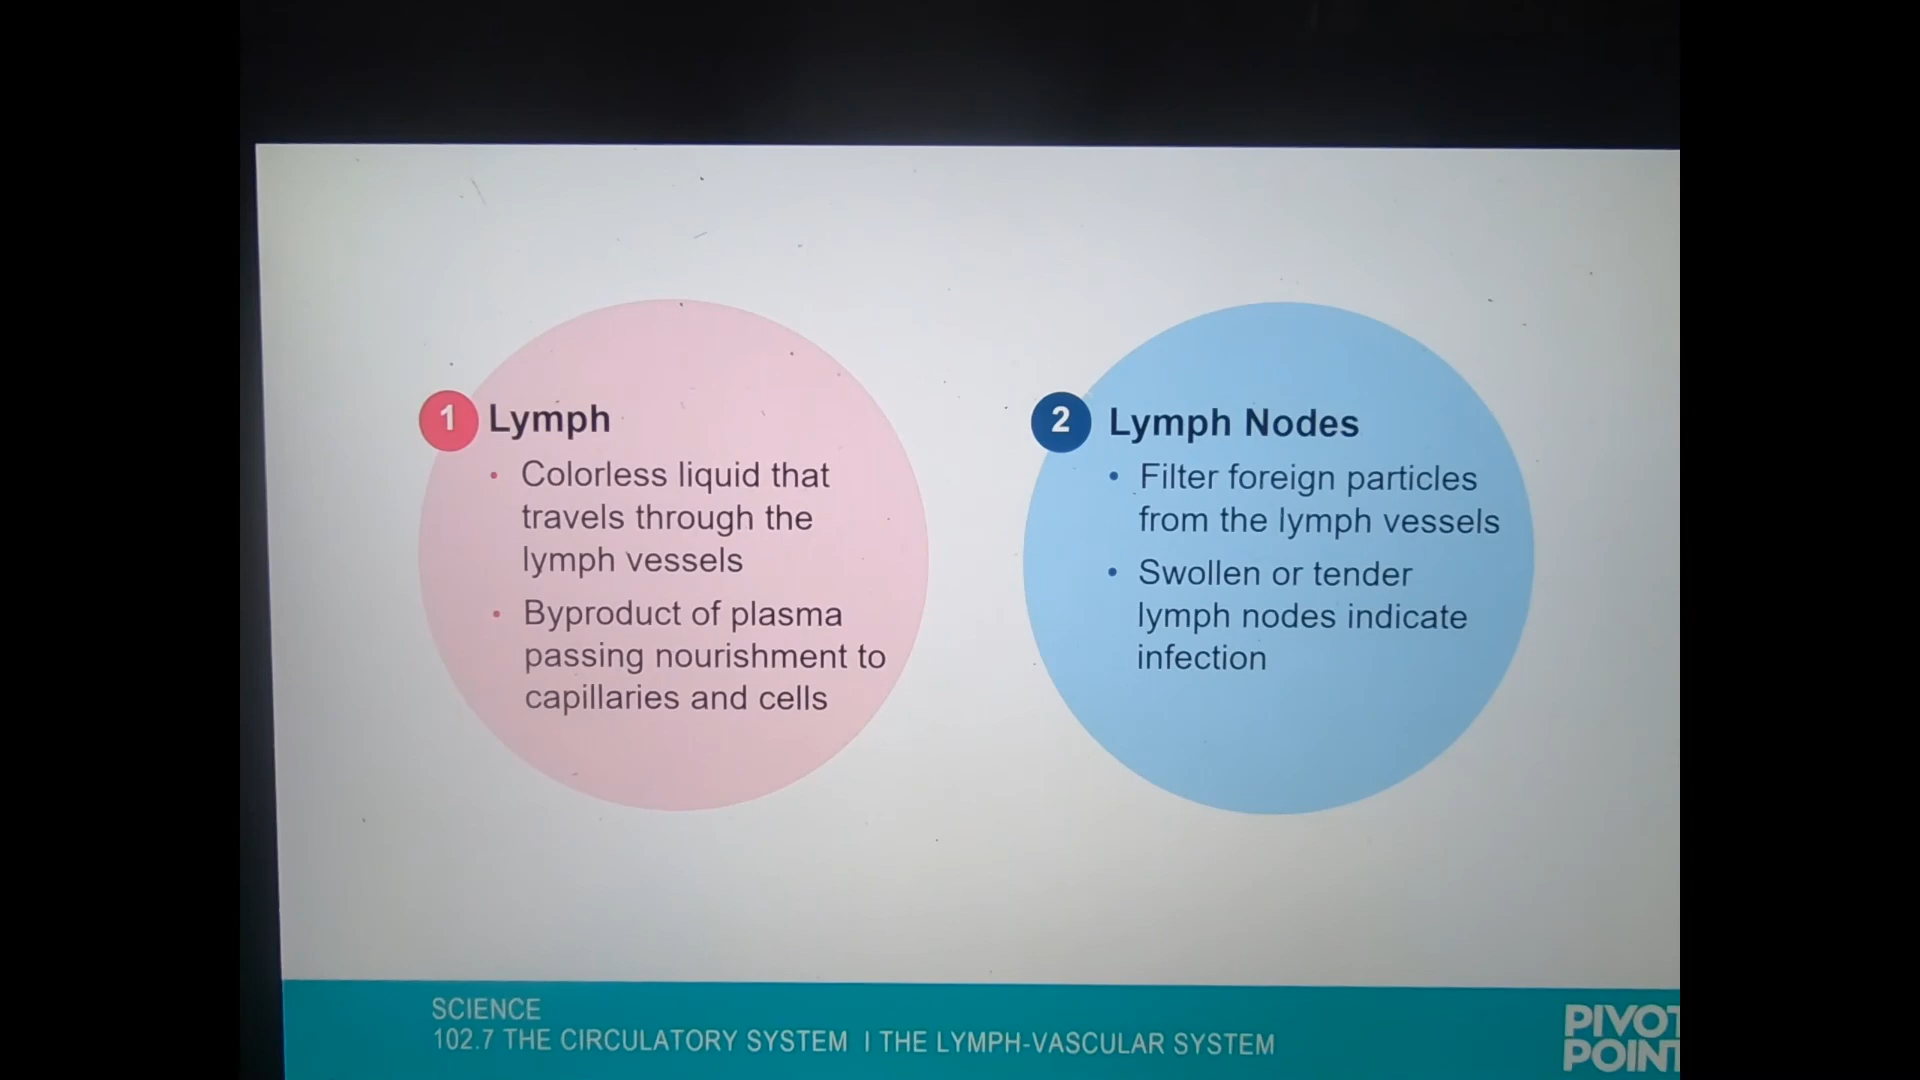 1 Lymph
• Colorless liquid that
travels through the
lymph vessels
• Byproduct of plasma
passing nourishment to
capillaries and cells
2 Lymph Nodes
• Filter foreign particles
from the lymph vessels
• Swollen or tender
lymph nodes indicate
infection
SCIENCE
102.7 THE CIRCULATORY SYSTEM | THE LYMPH-VASCULAR SYSTEM
PIVOT
POINT